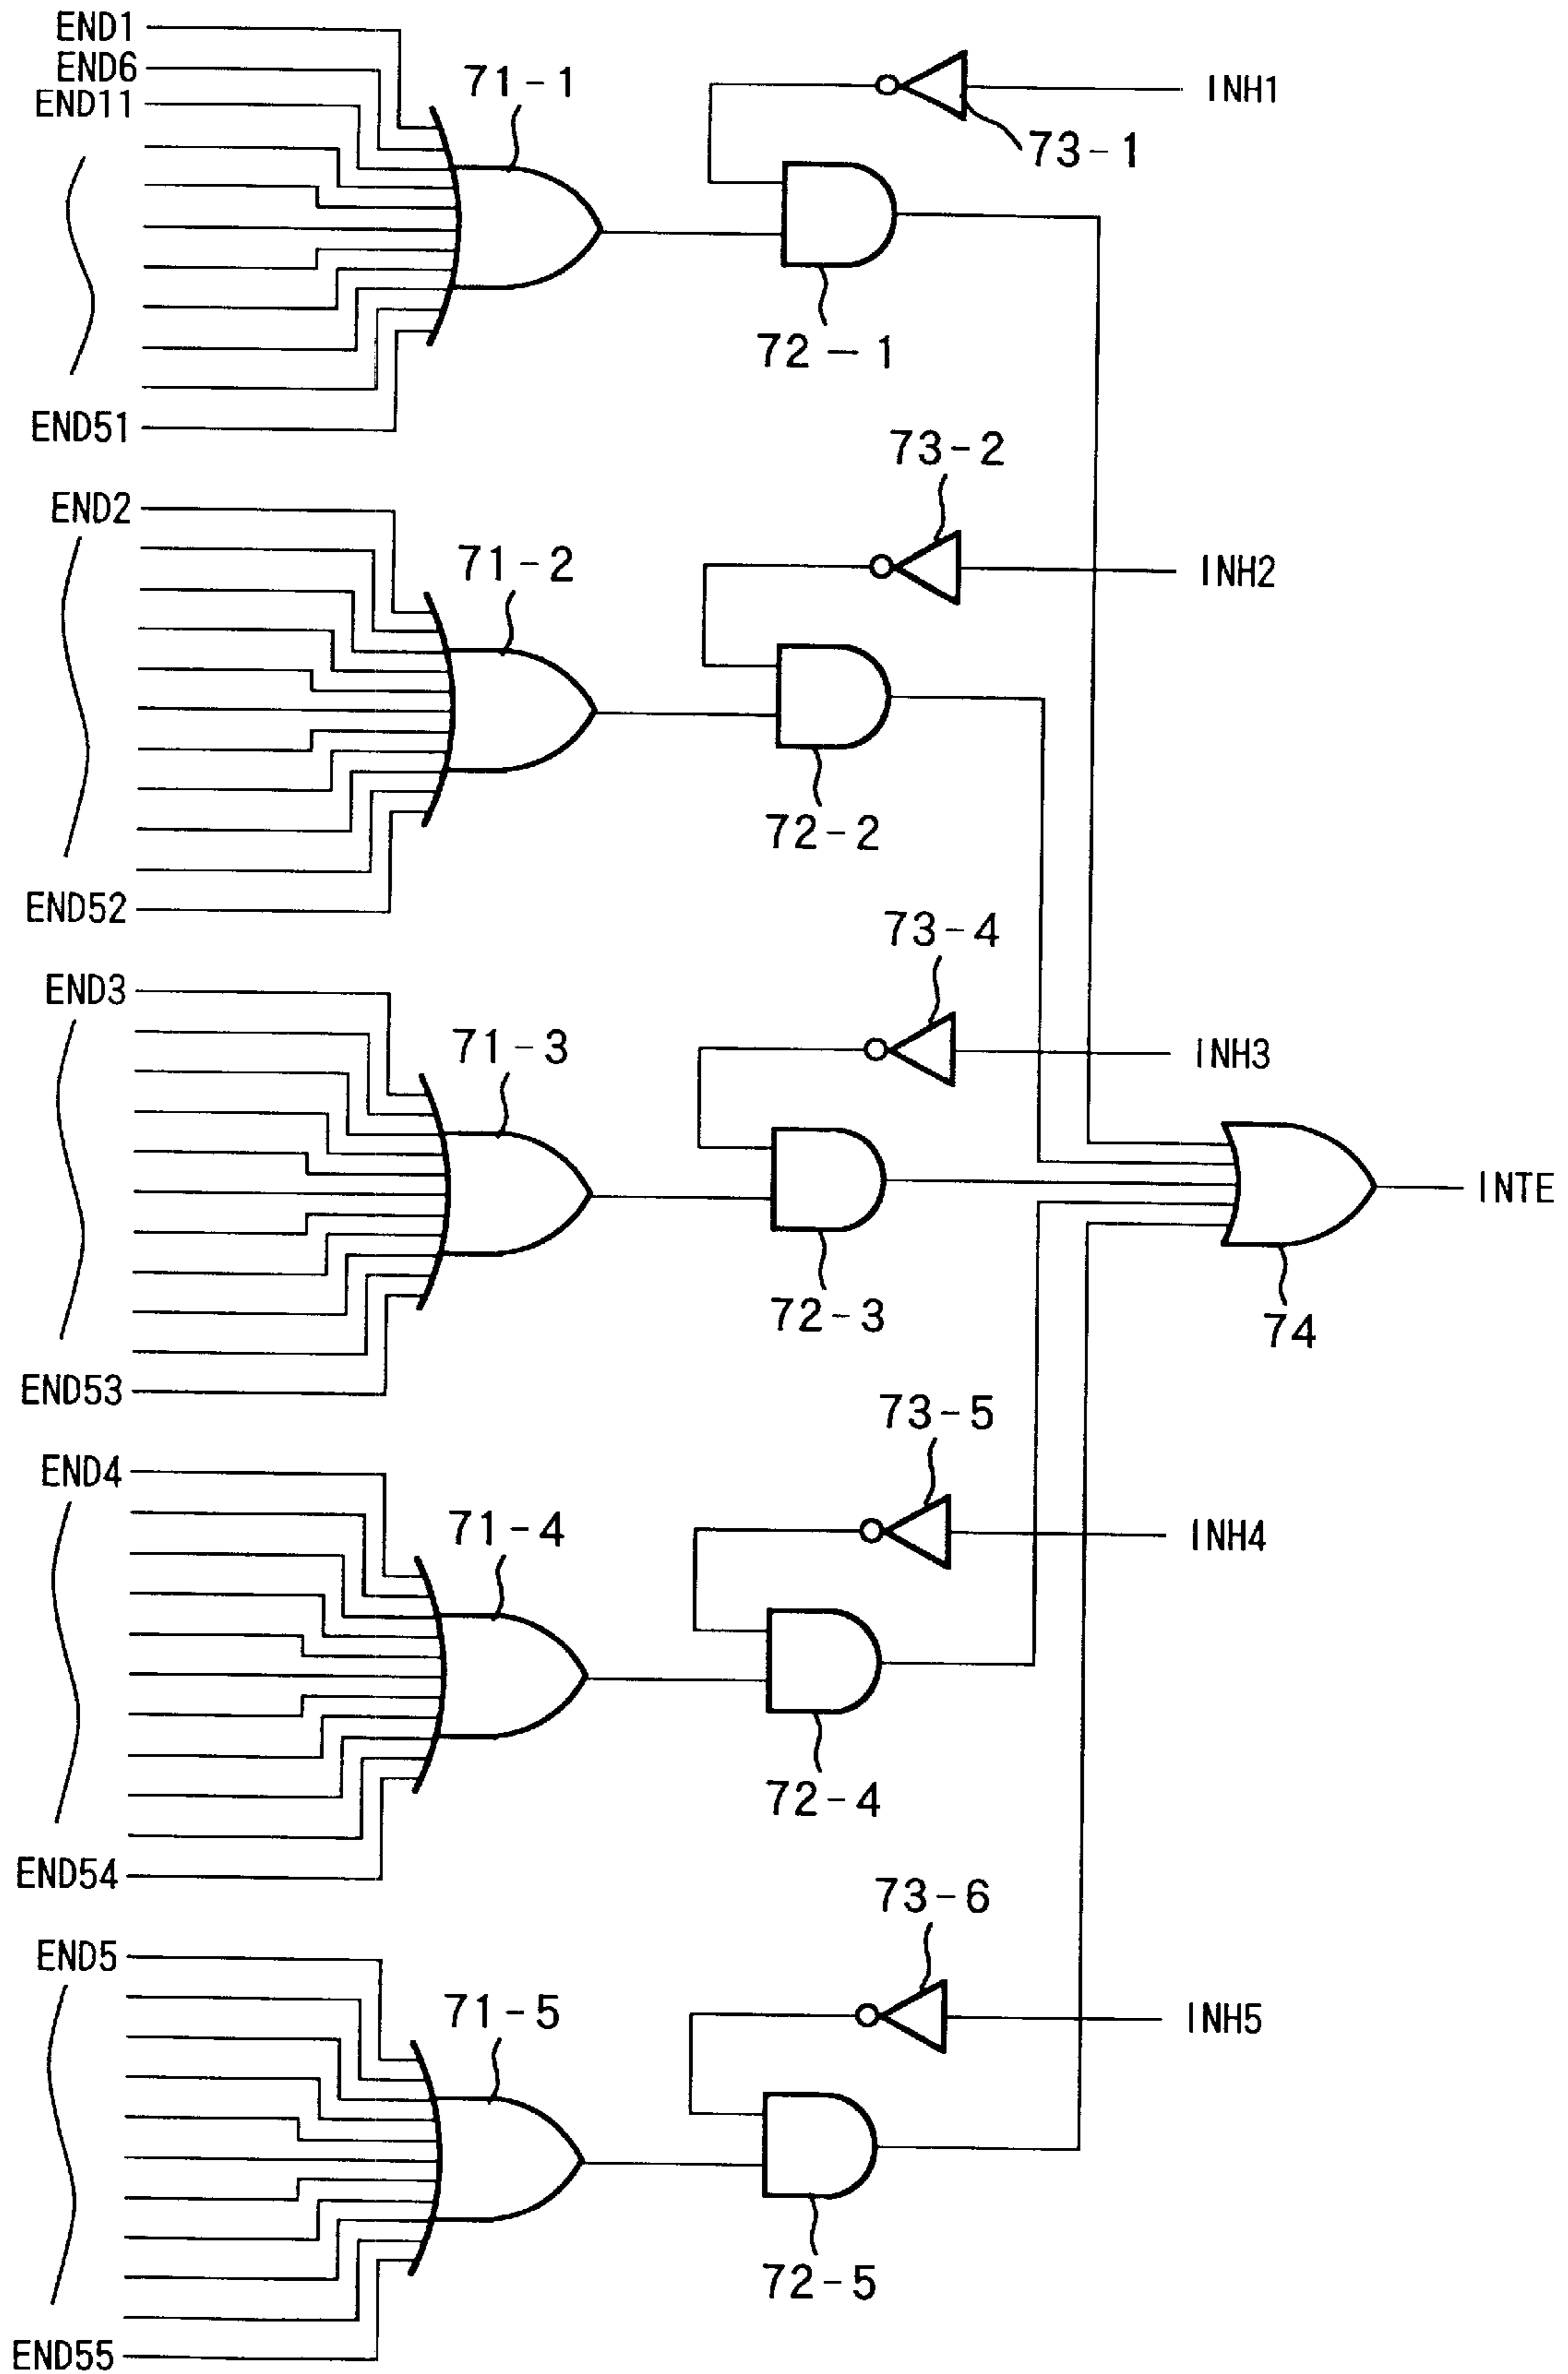 END1
END6
END11
END51
71-1
72-1
73-1
INH1
END2
END52
71-2
72-2
73-2
INH2
END3
END53
71-3
72-3
73-4
INH3
INTE
74
END4
END54
71-4
72-4
73-5
INH4
END5
END55
71-5
72-5
73-6
INH5